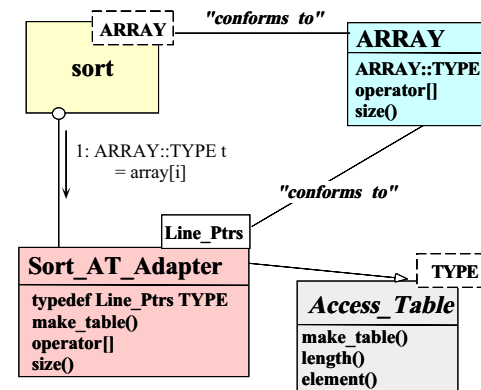 "conforms to"
ARRAY
sort
ARRAY
ARRAY::TYPE
operator[]
size()
1: ARRAY::TYPE t
= array[i]
"conforms to"
Line_Ptrs
Sort_AT_Adapter
typedef Line_Ptrs TYPE
make_table()
operator[]
size()
TYPE
Access_Table
make_table()
length()
element()